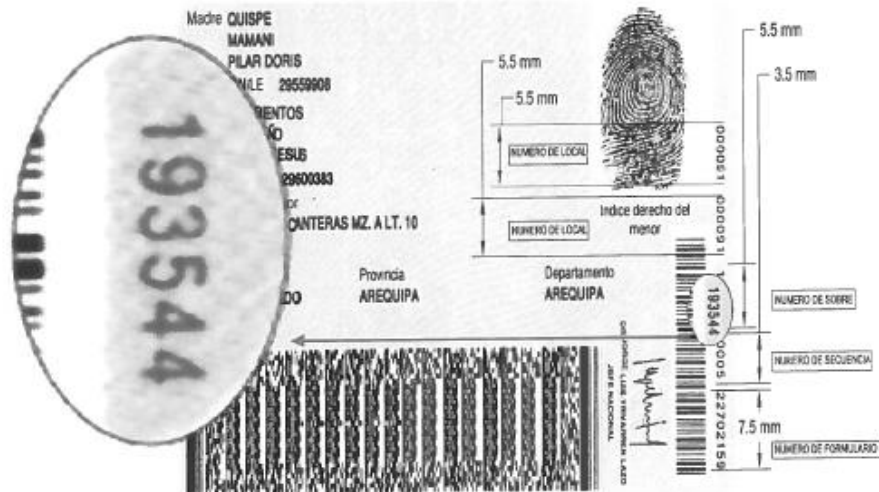 Madre QUISPE
MAMANI
PILAR DORIS
29559908
29600383
CANTERAS MZ. A LT. 10
Provincia
AREQUIPA
Departamento
AREQUIPA
193544
5.5 mm
5.5 mm
5.5 mm
3.5 mm
NUMERO DE LOCAL
NUMERO DE LOCAL
Indice derecho del
menor
000051
000051
193544
0005
22702159
NUMERO DE SOBRE
NUMERO DE SECUENCIA
7.5 mm
NUMERO DE FORMULARIO
JEFE NACIONAL